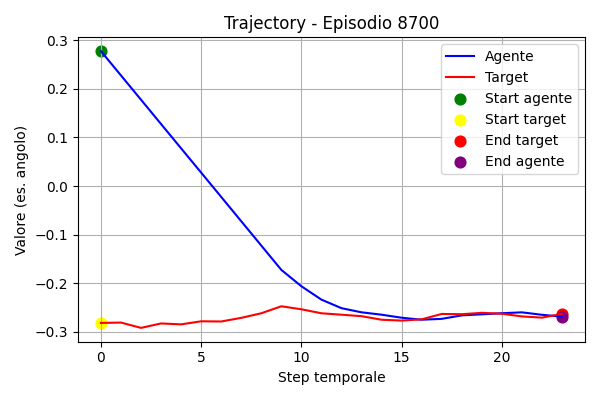 Trajectory - Episodio 8700
Agente
Target
Start agente
Start target
End target
End agente
Valore (es. angolo)
0.3
0.2
0.1
0.0
−0.1
−0.2
−0.3
0
5
10
15
20
Step temporale